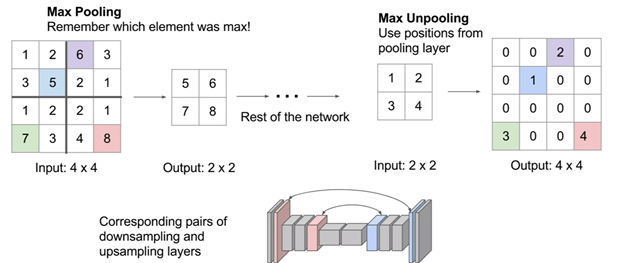 Max Pooling
Remember which element was max!
1 2 6 3
3 5 2 1
1 2 2 1
7 3 4 8
Input: 4 x 4
5 6
7 8
Output: 2 x 2
• • •
Rest of the network
Max Unpooling
Use positions from
pooling layer
1 2
3 4
Input: 2 x 2
0 0 2 0
0 1 0 0
0 0 0 0
3 0 0 4
Output: 4 x 4
Corresponding pairs of
downsampling and
upsampling layers